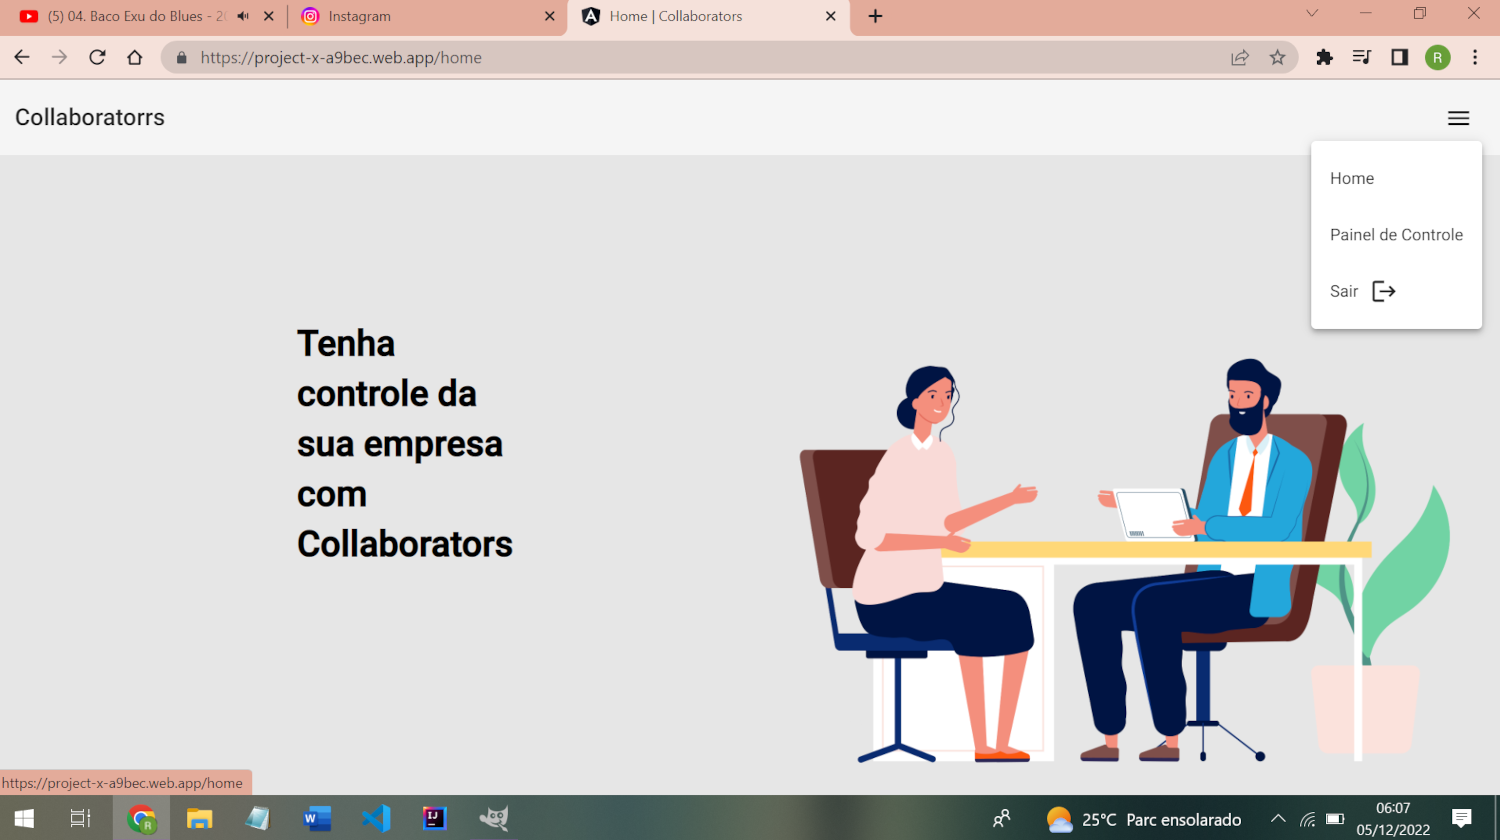 (5) 04. Baco Exu do Blues - 20
Instagram
Home | Collaborators
https://project-x-a9bec.web.app/home
R
Collaboratorrs
Home
Painel de Controle
Sair
Tenha
controle da
sua empresa
com
Collaborators
https://project-x-a9bec.web.app/home
25°C Parc ensolarado
06:07
05/12/2022